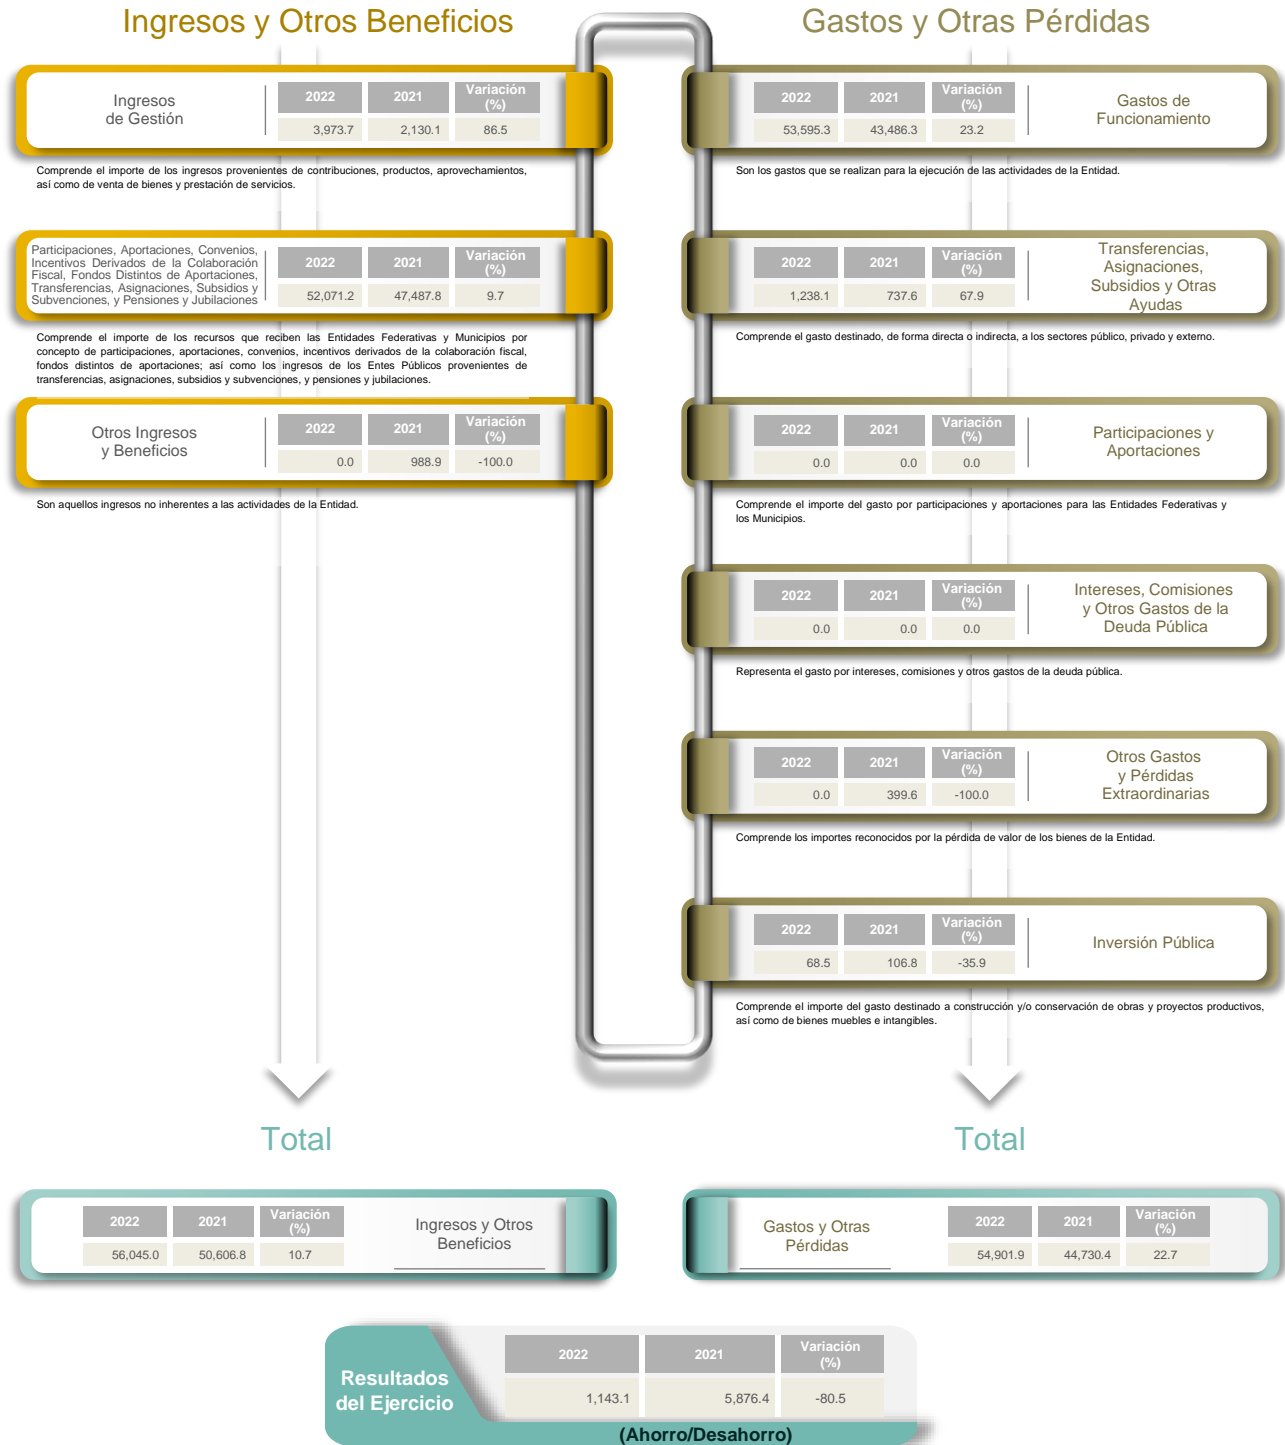 Ingresos y Otros Beneficios
Ingresos
de Gestión
2022 2021 Variación
(%)
3,973.7 2,130.1 86.5
Comprende el importe de los ingresos provenientes de contribuciones, productos, aprovechamientos,
así como de venta de bienes y prestación de servicios.
Participaciones, Aportaciones, Convenios,
Incentivos Derivados de la Colaboración
Fiscal, Fondos Distintos de Aportaciones,
Transferencias, Asignaciones, Subsidios y
Subvenciones, y Pensiones y Jubilaciones
2022 2021 Variación
(%)
52,071.2 47,487.8 9.7
Comprende el importe de los recursos que reciben las Entidades Federativas y Municipios por
concepto de participaciones, aportaciones, convenios, incentivos derivados de la colaboración fiscal,
fondos distintos de aportaciones; así como los ingresos de los Entes Públicos provenientes de
transferencias, asignaciones, subsidios y subvenciones, y pensiones y jubilaciones.
Otros Ingresos
y Beneficios
2022 2021 Variación
(%)
0.0 988.9 -100.0
Son aquellos ingresos no inherentes a las actividades de la Entidad.
Gastos y Otras Pérdidas
2022 2021 Variación
(%)
53,595.3 43,486.3 23.2
Gastos de
Funcionamiento
Son los gastos que se realizan para la ejecución de las actividades de la Entidad.
2022 2021 Variación
(%)
1,238.1 737.6 67.9
Transferencias,
Asignaciones,
Subsidios y Otras
Ayudas
Comprende el gasto destinado, de forma directa o indirecta, a los sectores público, privado y externo.
2022 2021 Variación
(%)
0.0 0.0 0.0
Participaciones y
Aportaciones
Comprende el importe del gasto por participaciones y aportaciones para las Entidades Federativas y
los Municipios.
2022 2021 Variación
(%)
0.0 0.0 0.0
Intereses, Comisiones
y Otros Gastos de la
Deuda Pública
Representa el gasto por intereses, comisiones y otros gastos de la deuda pública.
2022 2021 Variación
(%)
0.0 399.6 -100.0
Otros Gastos
y Pérdidas
Extraordinarias
Comprende los importes reconocidos por la pérdida de valor de los bienes de la Entidad.
2022 2021 Variación
(%)
68.5 106.8 -35.9
Inversión Pública
Comprende el importe del gasto destinado a construcción y/o conservación de obras y proyectos productivos,
así como de bienes muebles e intangibles.
Total
2022 2021 Variación
(%)
56,045.0 50,606.8 10.7
Ingresos y Otros
Beneficios
Total
Gastos y Otras
Pérdidas
2022 2021 Variación
(%)
54,901.9 44,730.4 22.7
Resultados
del Ejercicio
2022 2021 Variación
(%)
1,143.1 5,876.4 -80.5
(Ahorro/Desahorro)